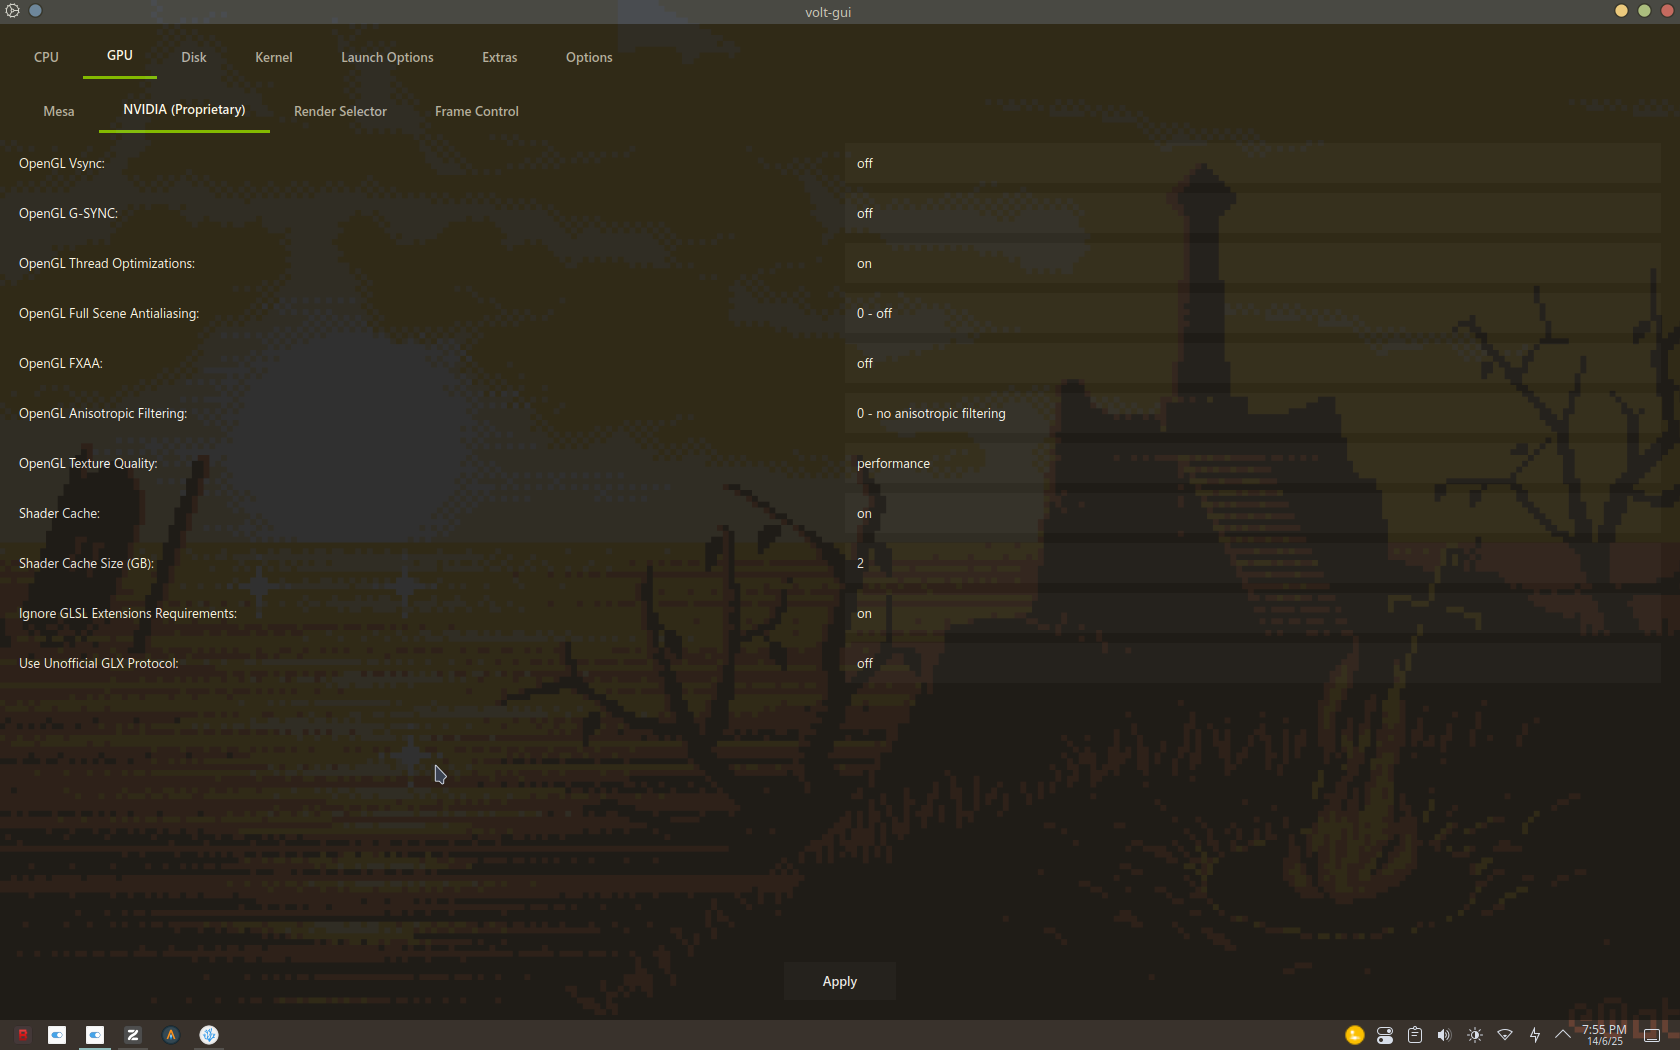 volt-gui
CPU GPU Disk Kernel Launch Options Extras Options
Mesa NVIDIA (Proprietary) Render Selector Frame Control
OpenGL Vsync: off
OpenGL G-SYNC: off
OpenGL Thread Optimizations: on
OpenGL Full Scene Antialiasing: 0 - off
OpenGL FXAA: off
OpenGL Anisotropic Filtering: 0 - no anisotropic filtering
OpenGL Texture Quality: performance
Shader Cache: on
Shader Cache Size (GB): 2
Ignore GLSL Extensions Requirements: on
Use Unofficial GLX Protocol: off
Apply
7:55 PM
14/6/25